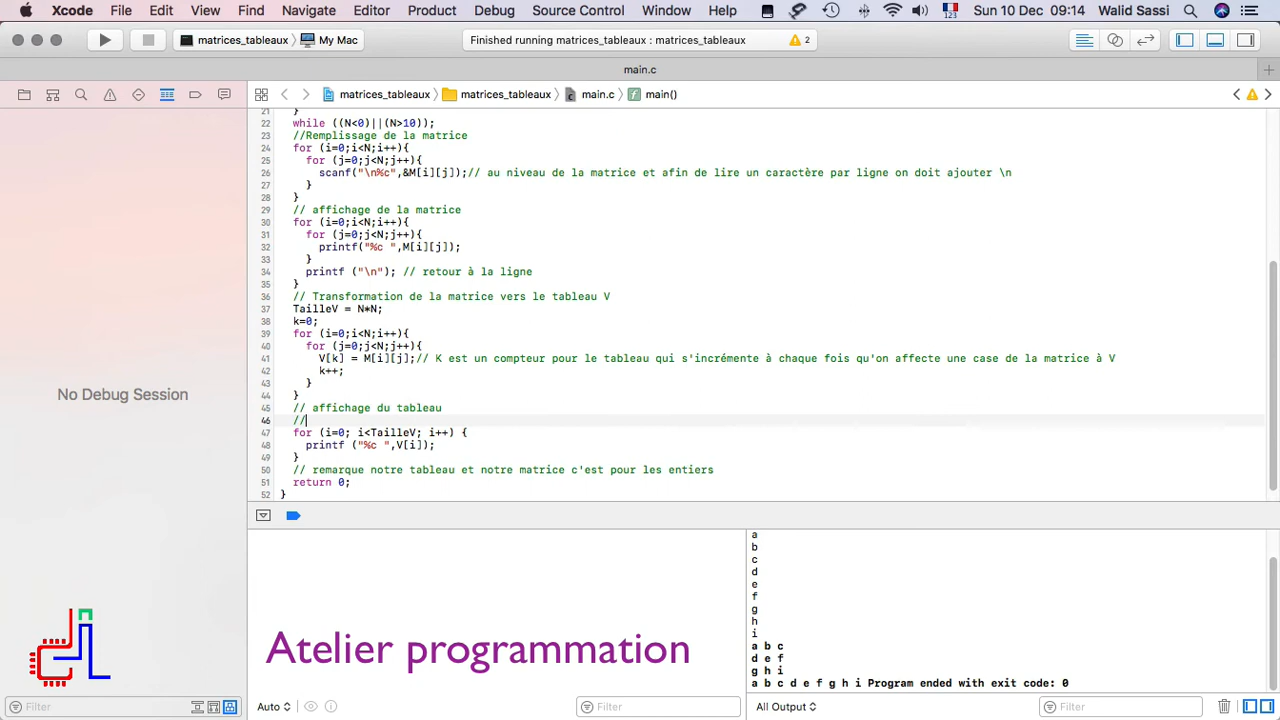 Xcode File Edit View Find Navigate Editor Product Debug Source Control Window Help 123 Sun 10 Dec 09:14 Walid Sassi
matrices_tableaux My Mac Finished running matrices_tableaux : matrices_tableaux 2
main.c
matrices_tableaux matrices_tableaux main.c main()
21 }
22 while ((N<0)||(N>10));
23 //Remplissage de la matrice
24 for (i=0;i<N;i++){
25 for (j=0;j<N;j++){
26 scanf("\n%c",&M[i][j]);// au niveau de la matrice et afin de lire un caractère par ligne on doit ajouter \n
27 }
28 }
29 // affichage de la matrice
30 for (i=0;i<N;i++){
31 for (j=0;j<N;j++){
32 printf("%c ",M[i][j]);
33 }
34 printf ("\n"); // retour à la ligne
35 }
36 // Transformation de la matrice vers le tableau V
37 TailleV = N*N;
38 k=0;
39 for (i=0;i<N;i++){
40 for (j=0;j<N;j++){
41 V[k] = M[i][j];// K est un compteur pour le tableau qui s'incrémente à chaque fois qu'on affecte une case de la matrice à V
42 k++;
43 }
44 }
45 // affichage du tableau
46 //
47 for (i=0; i<TailleV; i++) {
48 printf ("%c ",V[i]);
49 }
50 // remarque notre tableau et notre matrice c'est pour les entiers
51 return 0;
52 }
No Debug Session
a
b
c
d
e
f
g
h
i
a b c
d e f
g h i
a b c d e f g h i Program ended with exit code: 0
Atelier programmation
Filter Auto Filter All Output Filter